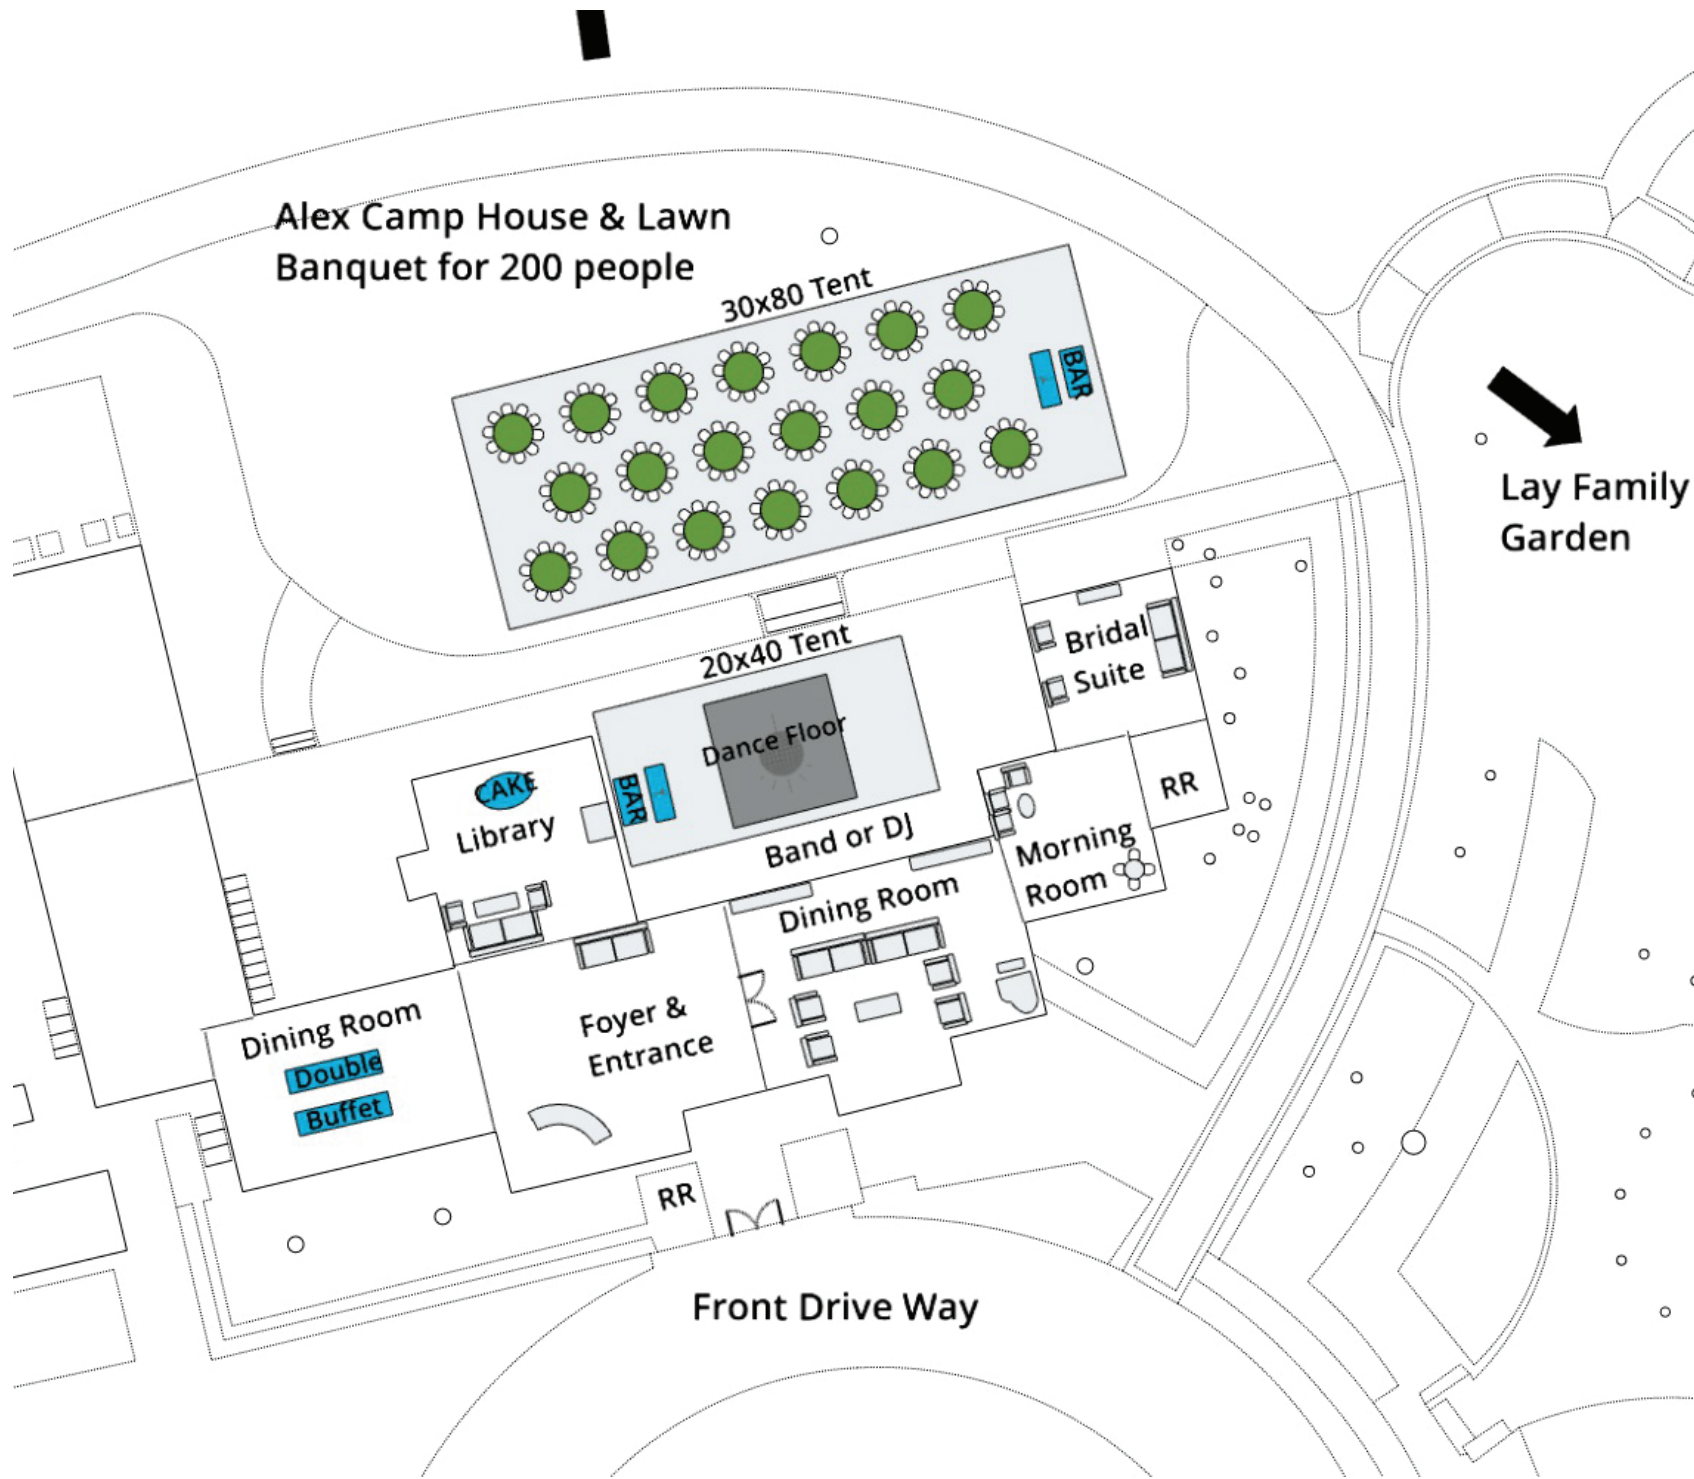 Alex Camp House & Lawn
Banquet for 200 people
30x80 Tent
BAR
Lay Family
Garden
20x40 Tent
Bridal
Suite
Dance Floor
CAKE
BAR
RR
Library
Band or DJ
Morning
Room
Dining Room
Dining Room
Foyer &
Entrance
Double
Buffet
RR
Front Drive Way